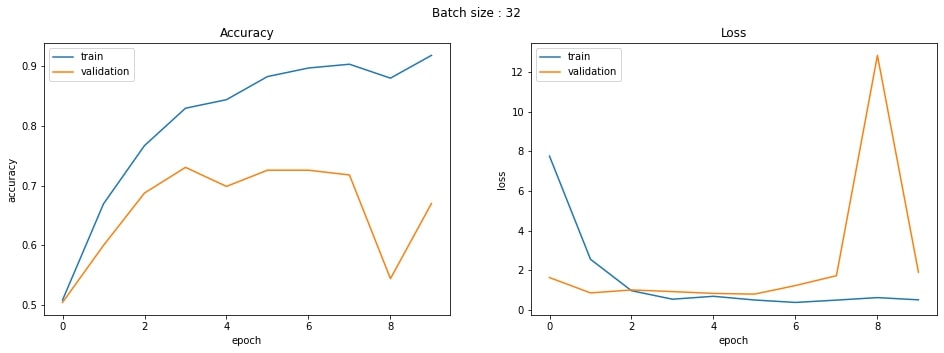 Batch size : 32
Accuracy
train
validation
0.9
0.8
0.7
0.6
0.5
accuracy
0
2
4
6
8
epoch
Loss
train
validation
12
10
8
6
4
2
0
loss
0
2
4
6
8
epoch